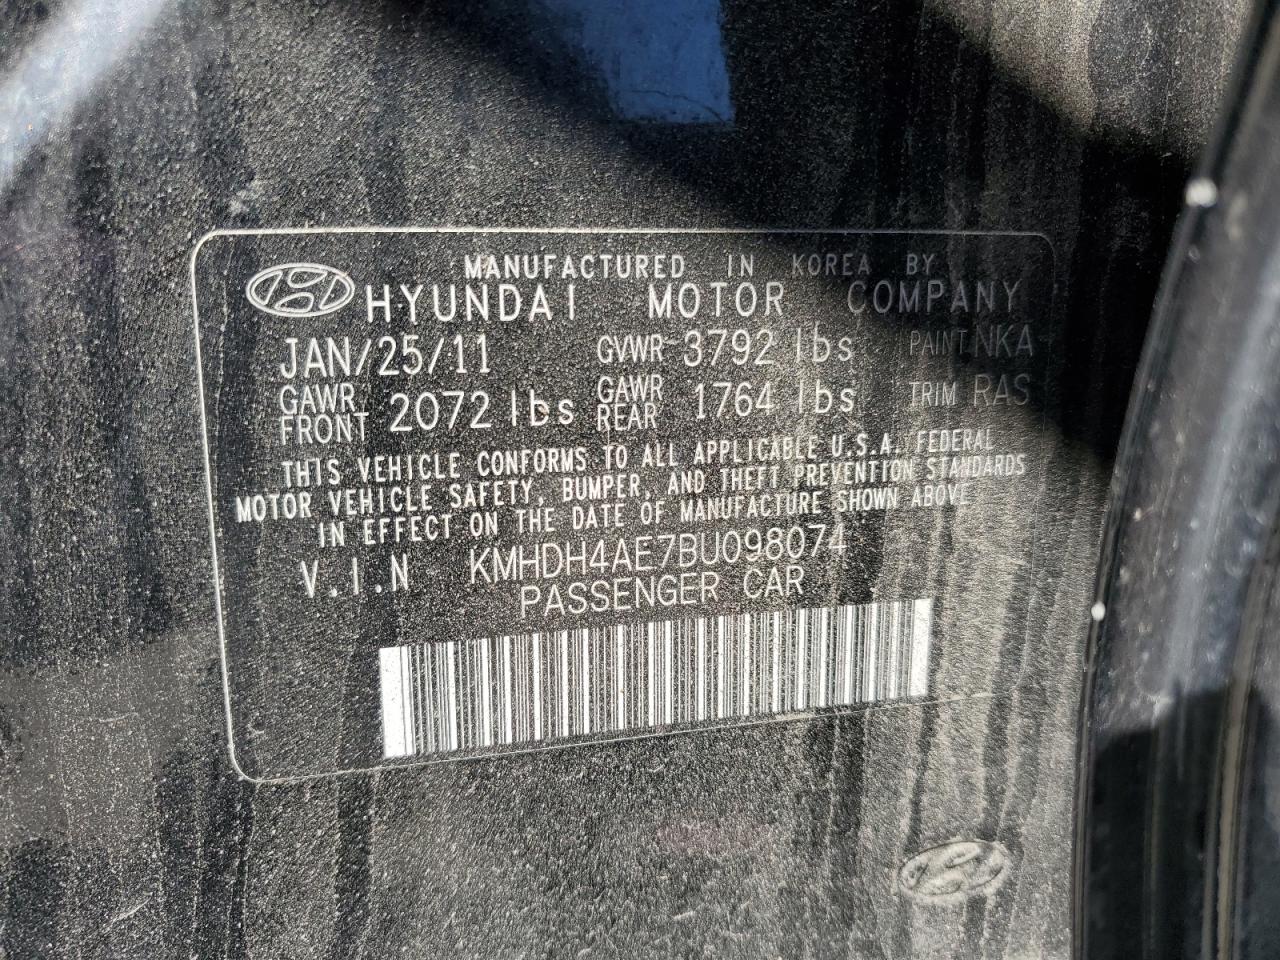 MANUFACTURED IN KOREA BY
HYUNDAI MOTOR COMPANY
JAN/25/11 GVWR 3792 lbs PAINT NKA
GAWR FRONT 2072 lbs GAWR REAR 1764 lbs TRIM RAS
THIS VEHICLE CONFORMS TO ALL APPLICABLE U.S.A. FEDERAL
MOTOR VEHICLE SAFETY, BUMPER, AND THEFT PREVENTION STANDARDS
IN EFFECT ON THE DATE OF MANUFACTURE SHOWN ABOVE
V.I.N KMHDH4AE7BU098074
PASSENGER CAR